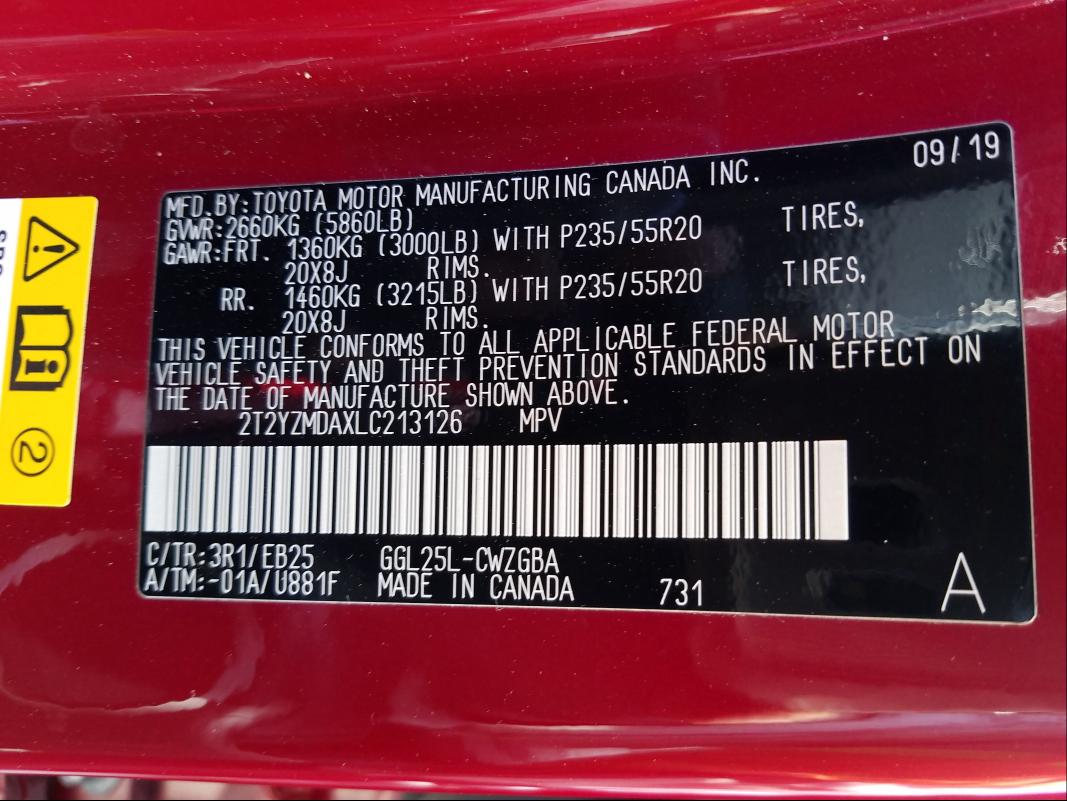 09/19
MFD.BY:TOYOTA MOTOR MANUFACTURING CANADA INC.
GVWR:2660KG (5860LB)
GAWR:FRT. 1360KG (3000LB) WITH P235/55R20 TIRES,
20X8J RIMS.
RR. 1460KG (3215LB) WITH P235/55R20 TIRES,
20X8J RIMS.
THIS VEHICLE CONFORMS TO ALL APPLICABLE FEDERAL MOTOR
VEHICLE SAFETY AND THEFT PREVENTION STANDARDS IN EFFECT ON
THE DATE OF MANUFACTURE SHOWN ABOVE.
2T2YZMDAXLC213126 MPV
C/TR:3R1/EB25 GGL25L-CWZGBA
A/TM:-01A/U881F MADE IN CANADA 731 A
2